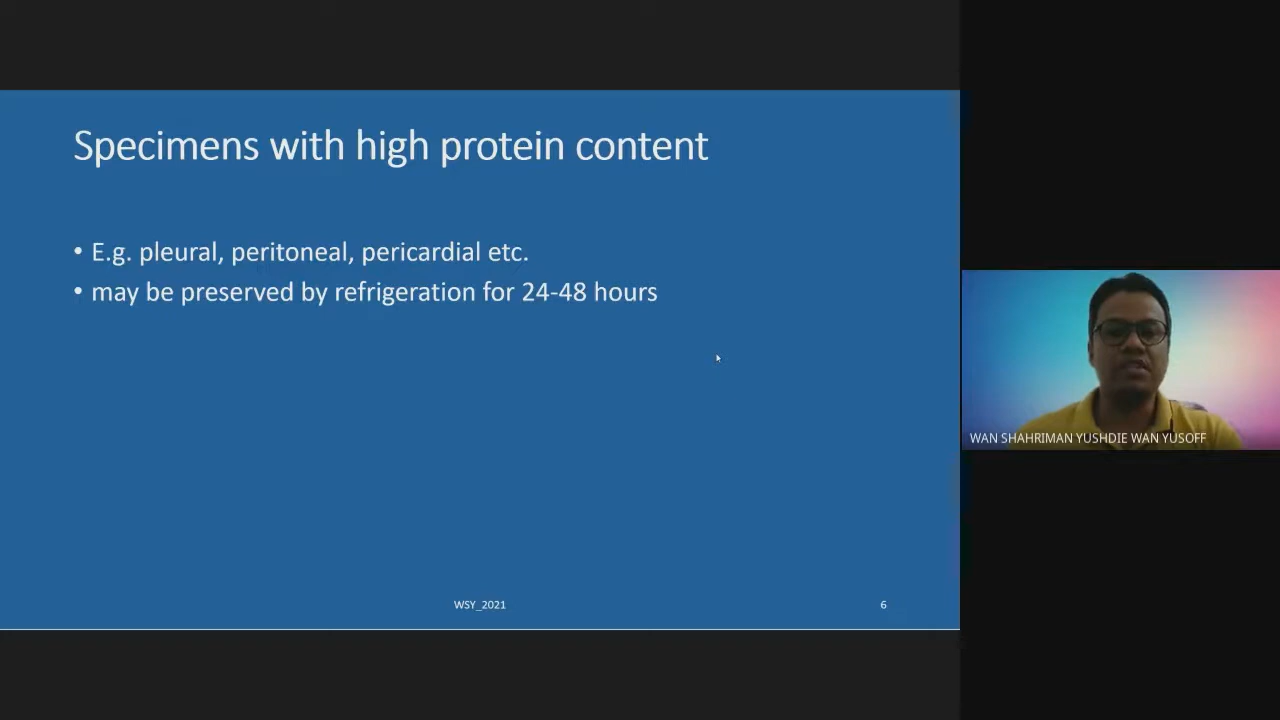 Specimens with high protein content
• E.g. pleural, peritoneal, pericardial etc.
• may be preserved by refrigeration for 24-48 hours
WSY_2021
6
WAN SHAHRIMAN YUSHDIE WAN YUSOFF